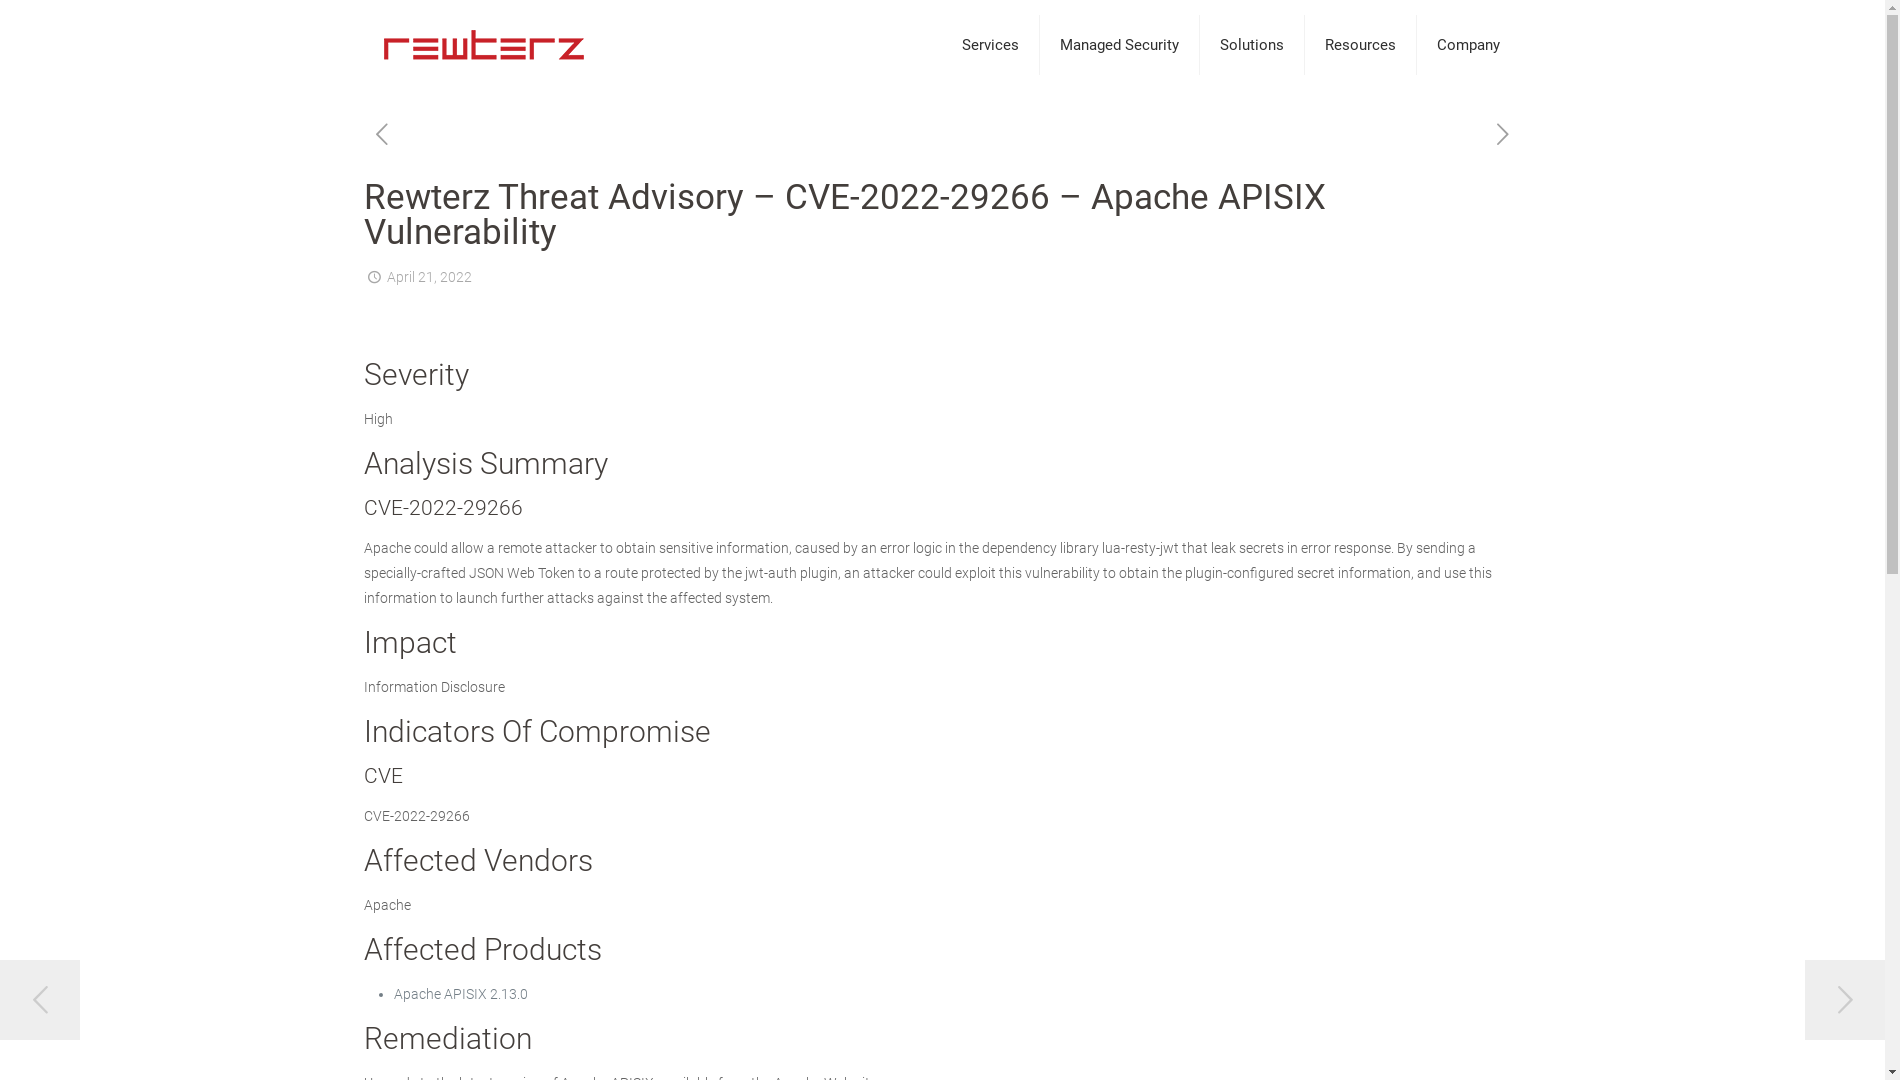 rewterz
Services
Managed Security
Solutions
Resources
Company
Rewterz Threat Advisory – CVE-2022-29266 – Apache APISIX
Vulnerability
April 21, 2022
Severity
High
Analysis Summary
CVE-2022-29266
Apache could allow a remote attacker to obtain sensitive information, caused by an error logic in the dependency library lua-resty-jwt that leak secrets in error response. By sending a
specially-crafted JSON Web Token to a route protected by the jwt-auth plugin, an attacker could exploit this vulnerability to obtain the plugin-configured secret information, and use this
information to launch further attacks against the affected system.
Impact
Information Disclosure
Indicators Of Compromise
CVE
CVE-2022-29266
Affected Vendors
Apache
Affected Products
• Apache APISIX 2.13.0
Remediation